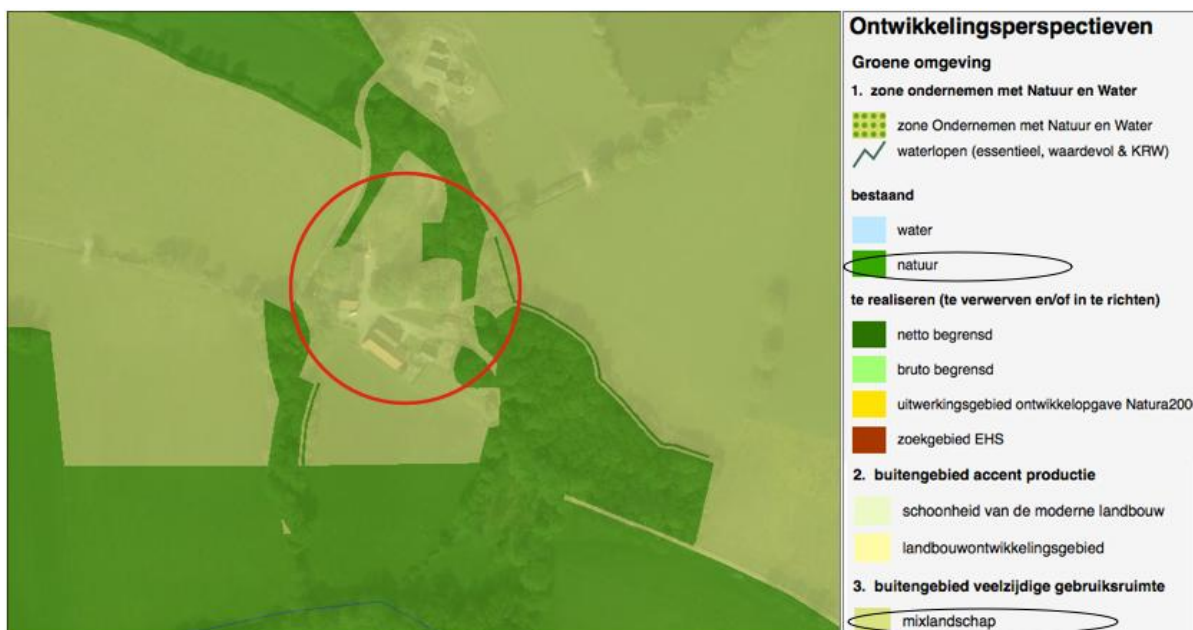 Ontwikkelingsperspectieven
Groene omgeving
1. zone ondernemen met Natuur en Water
zone Ondernemen met Natuur en Water
waterlopen (essentieel, waardevol & KRW)
bestaand
water
natuur
te realiseren (te verwerven en/of in te richten)
netto begrensd
bruto begrensd
uitwerkingsgebied ontwikkelopgave Natura200
zoekgebied EHS
2. buitengebied accent productie
schoonheid van de moderne landbouw
landbouwontwikkelingsgebied
3. buitengebied veelzijdige gebruiksruimte
mixlandschap